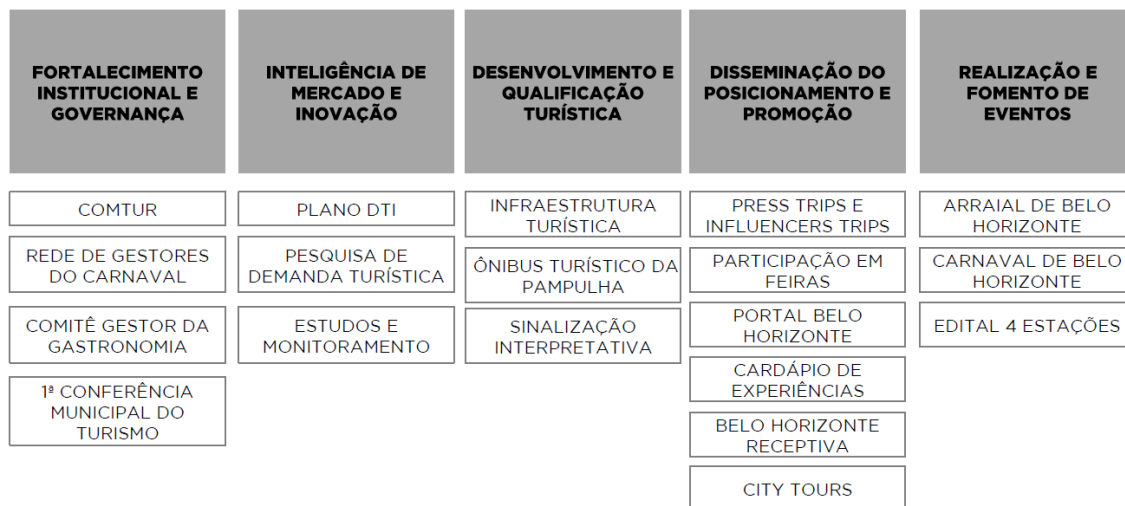 FORTALECIMENTO
INSTITUCIONAL E
GOVERNANÇA
INTELIGÊNCIA DE
MERCADO E
INOVAÇÃO
DESENVOLVIMENTO E
QUALIFICAÇÃO
TURÍSTICA
DISSEMINAÇÃO DO
POSICIONAMENTO E
PROMOÇÃO
REALIZAÇÃO E
FOMENTO DE
EVENTOS
COMTUR
REDE DE GESTORES
DO CARNAVAL
COMITÊ GESTOR DA
GASTRONOMIA
1ª CONFERÊNCIA
MUNICIPAL DO
TURISMO
PLANO DTI
PESQUISA DE
DEMANDA TURÍSTICA
ESTUDOS E
MONITORAMENTO
INFRAESTRUTURA
TURÍSTICA
ÔNIBUS TURÍSTICO DA
PAMPULHA
SINALIZAÇÃO
INTERPRETATIVA
PRESS TRIPS E
INFLUENCERS TRIPS
PARTICIPAÇÃO EM
FEIRAS
PORTAL BELO
HORIZONTE
CARDÁPIO DE
EXPERIÊNCIAS
BELO HORIZONTE
RECEPTIVA
CITY TOURS
ARRAIAL DE BELO
HORIZONTE
CARNAVAL DE BELO
HORIZONTE
EDITAL 4 ESTAÇÕES